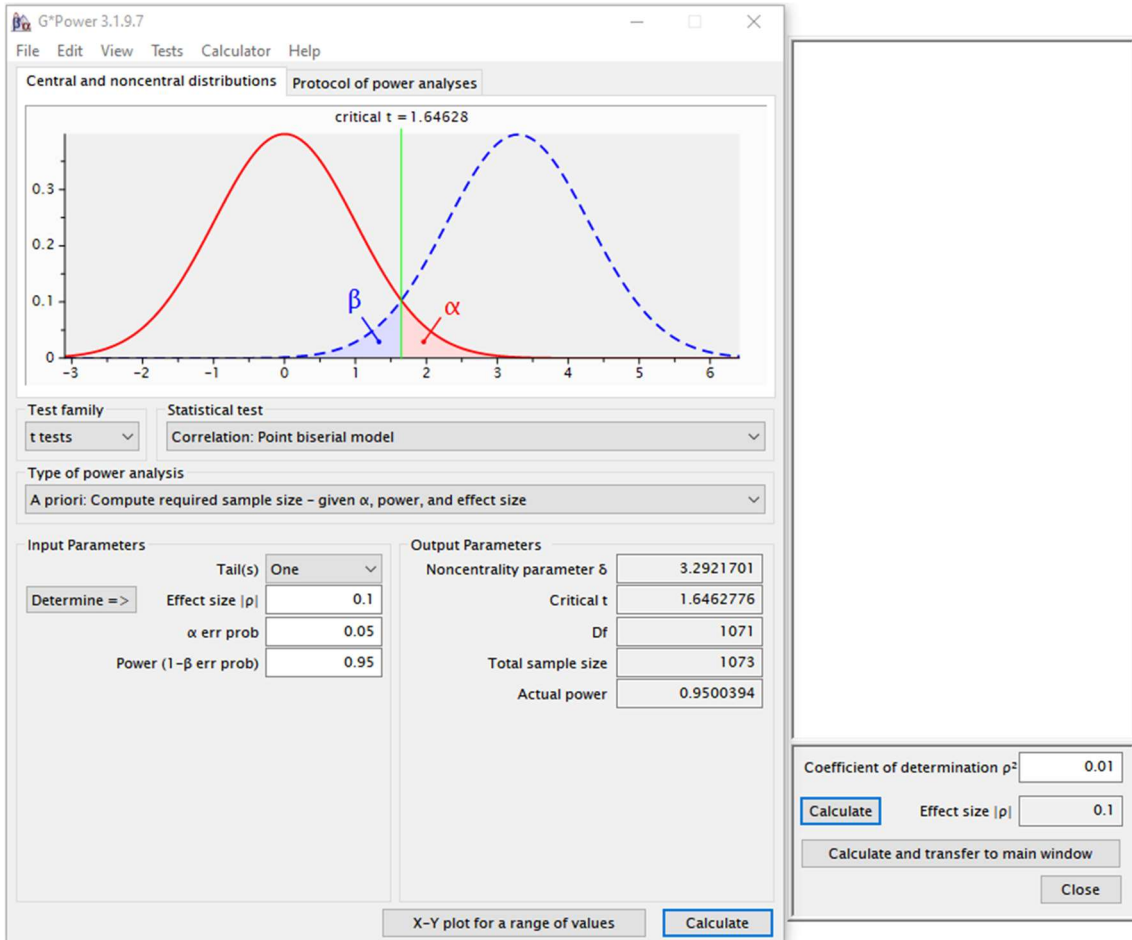 G*Power 3.1.9.7
File Edit View Tests Calculator Help
Central and noncentral distributions Protocol of power analyses
critical t = 1.64628
0.3
0.2
0.1
0
β
α
-3 -2 -1 0 1 2 3 4 5 6
Test family Statistical test
t tests Correlation: Point biserial model
Type of power analysis
A priori: Compute required sample size – given α, power, and effect size
Input Parameters Output Parameters
Tail(s) One Noncentrality parameter δ 3.2921701
Determine => Effect size |ρ| 0.1 Critical t 1.6462776
α err prob 0.05 Df 1071
Power (1-β err prob) 0.95 Total sample size 1073
Actual power 0.9500394
X-Y plot for a range of values Calculate
Coefficient of determination ρ² 0.01
Calculate Effect size |ρ| 0.1
Calculate and transfer to main window
Close